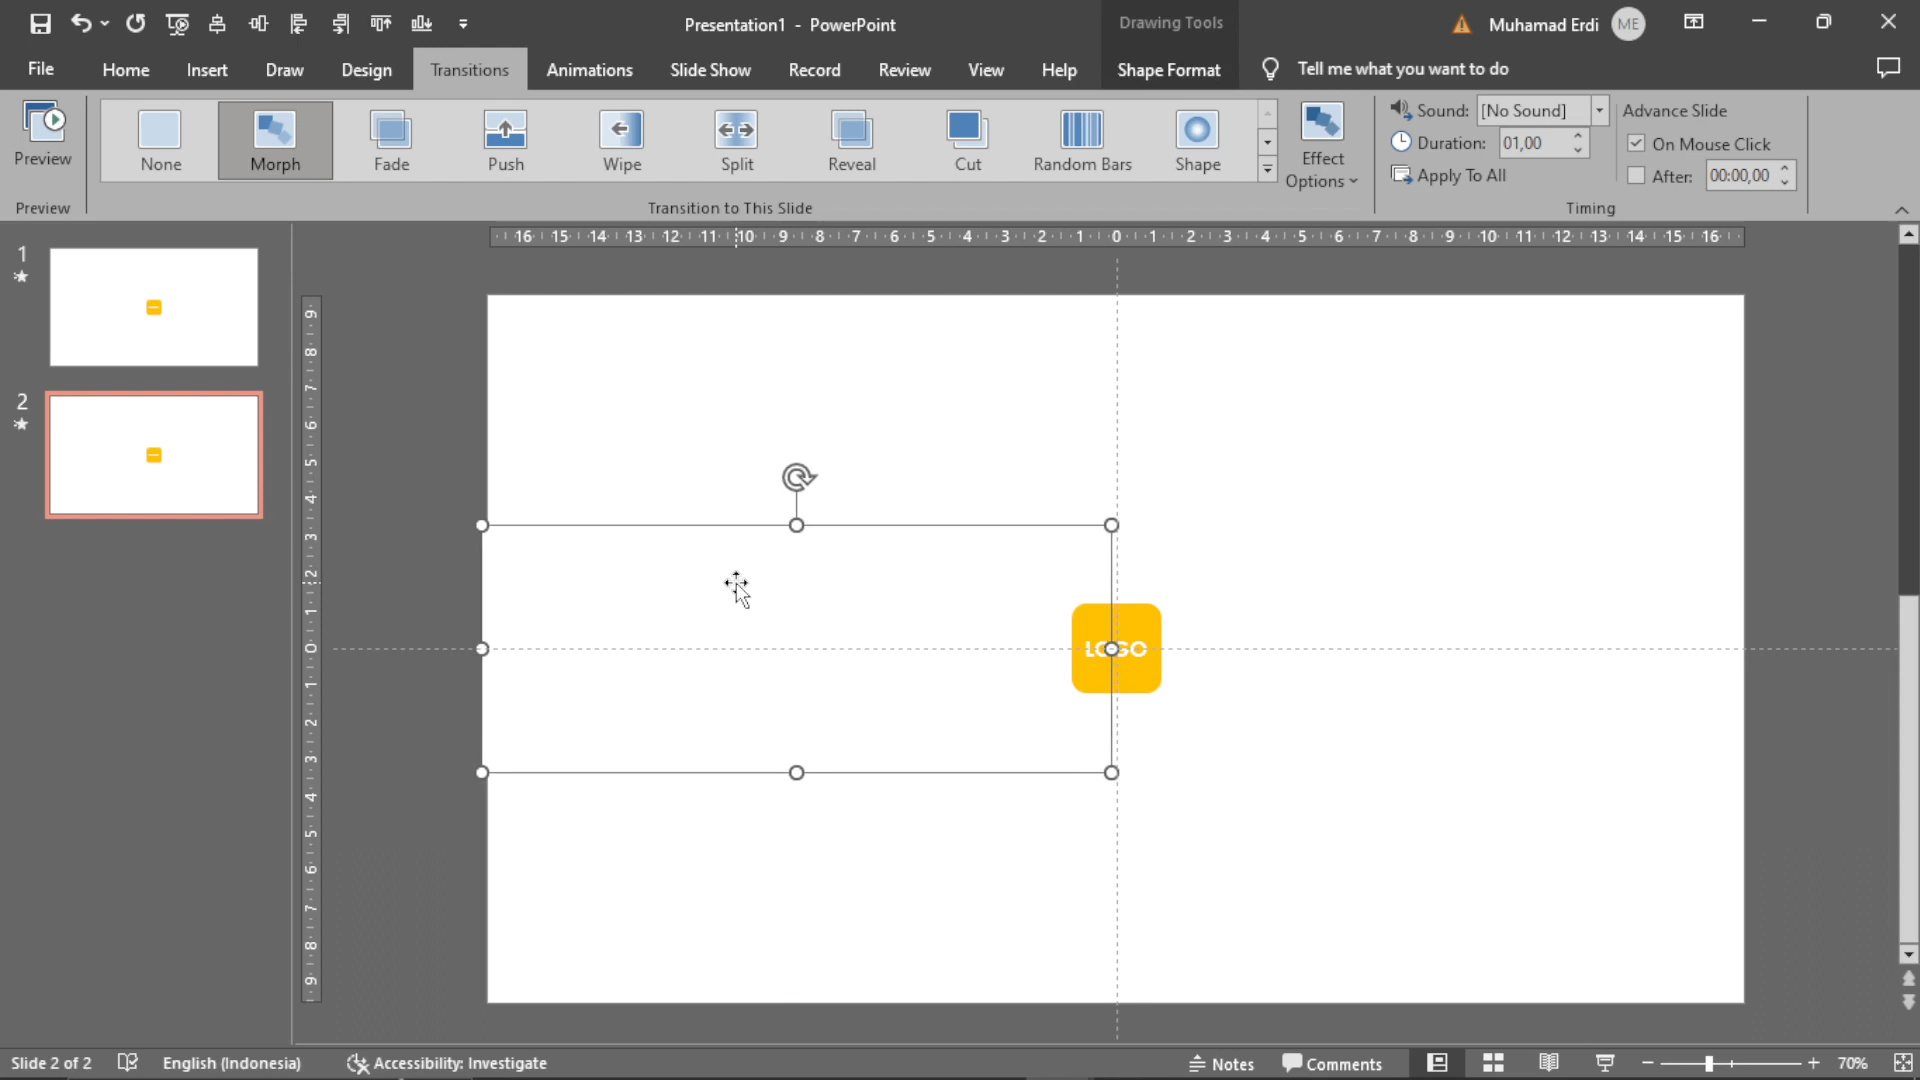 Presentation1 - PowerPoint
Drawing Tools
Muhamad Erdi
ME
File
Home
Insert
Draw
Design
Transitions
Animations
Slide Show
Record
Review
View
Help
Shape Format
Tell me what you want to do
Preview
None
Morph
Fade
Push
Wipe
Split
Reveal
Cut
Random Bars
Shape
Effect
Options
Sound:
[No Sound]
Duration:
01,00
Apply To All
Advance Slide
On Mouse Click
After:
00:00,00
Preview
Transition to This Slide
Timing
16 15 14 13 12 11 10 9 8 7 6 5 4 3 2 1 0 1 2 3 4 5 6 7 8 9 10 11 12 13 14 15 16
9 8 7 6 5 4 3 2 1 0 1 2 3 4 5 6 7 8 9
1
2
LOGO
Slide 2 of 2
English (Indonesia)
Accessibility: Investigate
Notes
Comments
70%